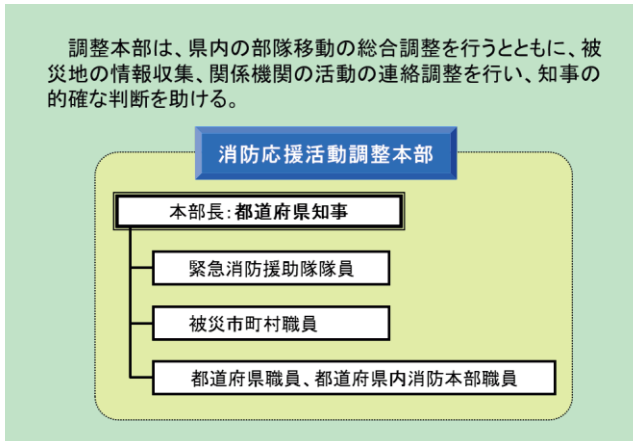 調整本部は、県内の部隊移動の総合調整を行うとともに、被
災地の情報収集、関係機関の活動の連絡調整を行い、知事の
的確な判断を助ける。
消防応援活動調整本部
本部長：都道府県知事
緊急消防援助隊隊員
被災市町村職員
都道府県職員、都道府県内消防本部職員